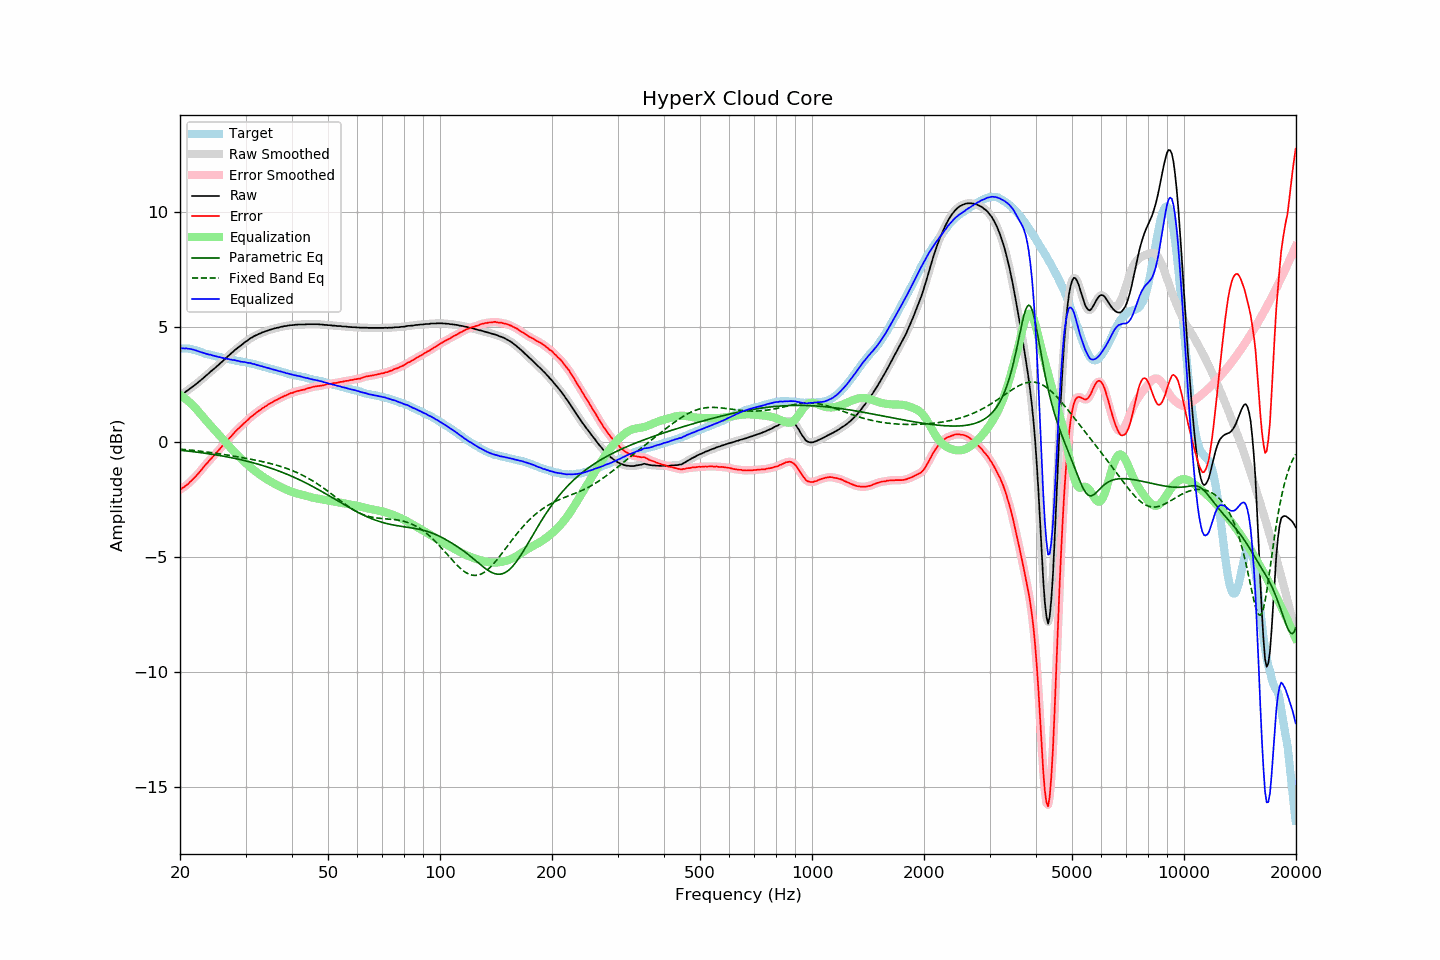 HyperX Cloud Core
Target
Raw Smoothed
Error Smoothed
Raw
Error
Equalization
Parametric Eq
Fixed Band Eq
Equalized
10
5
0
−5
−10
−15
Amplitude (dBr)
20
50
100
200
500
1000
2000
5000
10000
20000
Frequency (Hz)